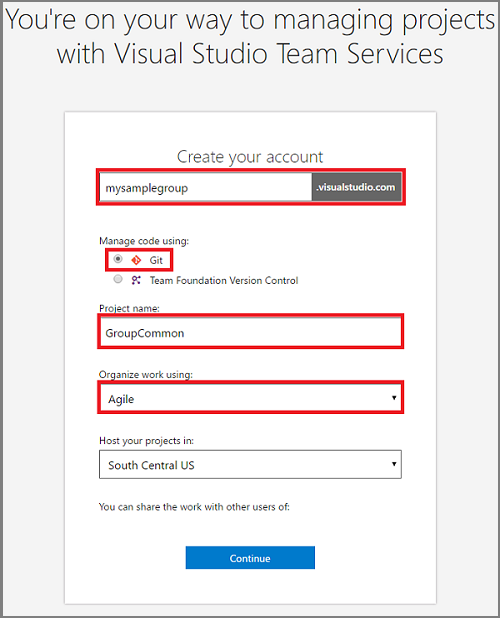 You're on your way to managing projects
with Visual Studio Team Services
Create your account
mysamplegroup .visualstudio.com
Manage code using:
Git
Team Foundation Version Control
Project name:
GroupCommon
Organize work using:
Agile
Host your projects in:
South Central US
You can share the work with other users of:
Continue